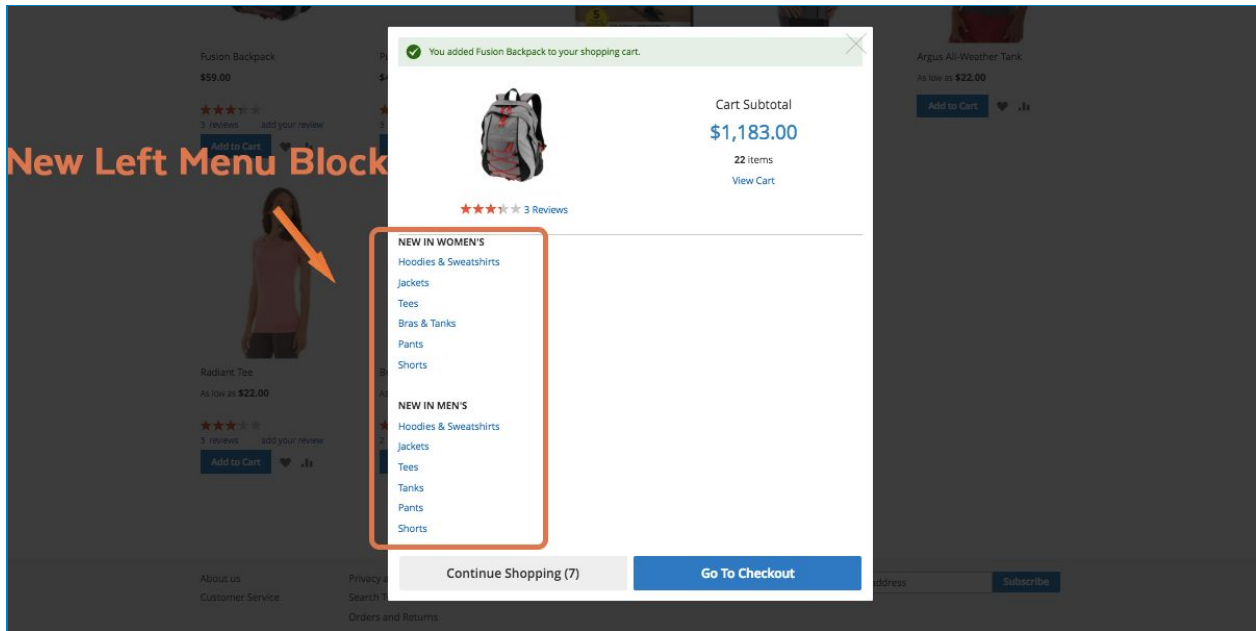 5
Fusion Backpack
$59.00
3 reviews add your review
Add to Cart
Argus All-Weather Tank
As low as $22.00
Add to Cart
New Left Menu Block
You added Fusion Backpack to your shopping cart.
3 Reviews
Cart Subtotal
$1,183.00
22 items
View Cart
NEW IN WOMEN'S
Hoodies & Sweatshirts
Jackets
Tees
Bras & Tanks
Pants
Shorts
NEW IN MEN'S
Hoodies & Sweatshirts
Jackets
Tees
Tanks
Pants
Shorts
Continue Shopping (7)
Go To Checkout
Radiant Tee
As low as $22.00
3 reviews add your review
Add to Cart
2
About us
Customer Service
Privacy
Search
Orders and Returns
address
Subscribe